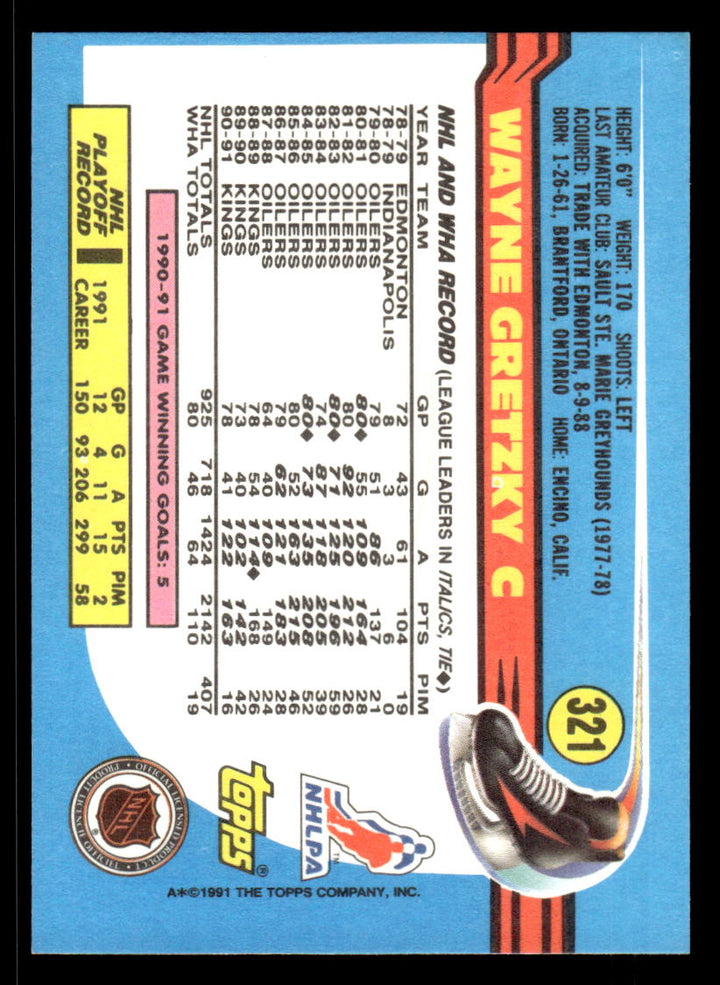 HEIGHT: 6'0" WEIGHT: 170 SHOOTS: LEFT
LAST AMATEUR CLUB: SAULT STE. MARIE GREYHOUNDS (1977-78)
ACQUIRED: TRADE WITH EDMONTON, 8-9-88
BORN: 1-26-61, BRANTFORD, ONTARIO HOME: ENCINO, CALIF.
321
WAYNE GRETZKY C
NHL AND WHA RECORD (LEAGUE LEADERS IN ITALICS, TIE◆)
YEAR TEAM GP G A PTS PIM
78-79 EDMONTON 72 43 61 104 19
78-79 INDIANAPOLIS 8 3 3 6 0
79-80 OILERS 79 51 86 137 21
80-81 OILERS 80◆ 55 109 164 28
81-82 OILERS 80 92 120 212 26
82-83 OILERS 80◆ 71 125 196 59
83-84 OILERS 74 87 118 205 39
84-85 OILERS 80◆ 73 135 208 52
85-86 OILERS 80 52 163 215 46
86-87 OILERS 79 62 121 183 28
87-88 OILERS 64 40 109 149 24
88-89 KINGS 78 54 114◆ 168 26
89-90 KINGS 73 40 102 142 42
90-91 KINGS 78 41 122 163 16
NHL TOTALS 925 718 1424 2142 407
WHA TOTALS 80 46 64 110 19
1990-91 GAME WINNING GOALS: 5
NHL PLAYOFF RECORD
GP G A PTS PIM
1991 12 4 11 15 2
CAREER 150 93 206 299 58
NHLPA™
TOPPS®
NHL®
OFFICIAL LICENSED PRODUCT • PRODUIT LICENCIÉ OFFICIEL •
A*©1991 THE TOPPS COMPANY, INC.